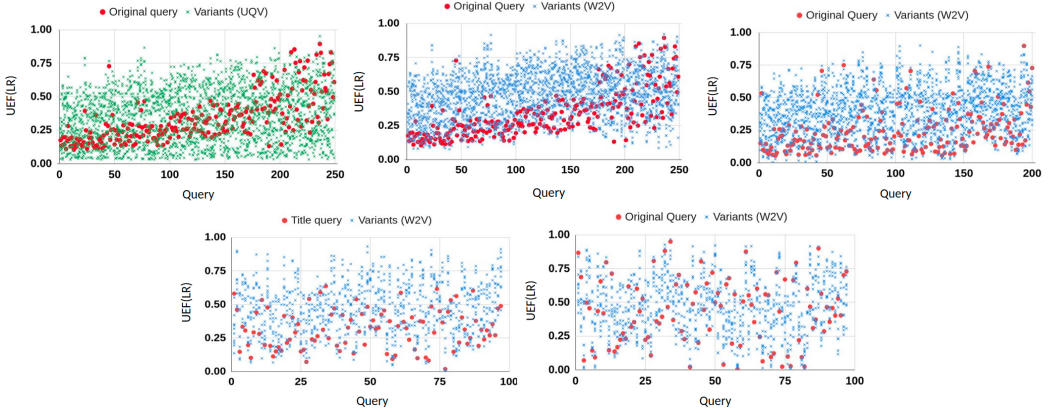 Original query Variants (UQV)
UEF(LR)
1.00
0.75
0.50
0.25
0.00
0 50 100 150 200 250
Query
Original Query Variants (W2V)
UEF(LR)
1.00
0.75
0.50
0.25
0.00
0 50 100 150 200 250
Query
Original Query Variants (W2V)
UEF(LR)
1.00
0.75
0.50
0.25
0.00
0 50 100 150 200
Query
Title query Variants (W2V)
UEF(LR)
1.00
0.75
0.50
0.25
0.00
0 25 50 75 100
Query
Original Query Variants (W2V)
UEF(LR)
1.00
0.75
0.50
0.25
0.00
0 25 50 75 100
Query